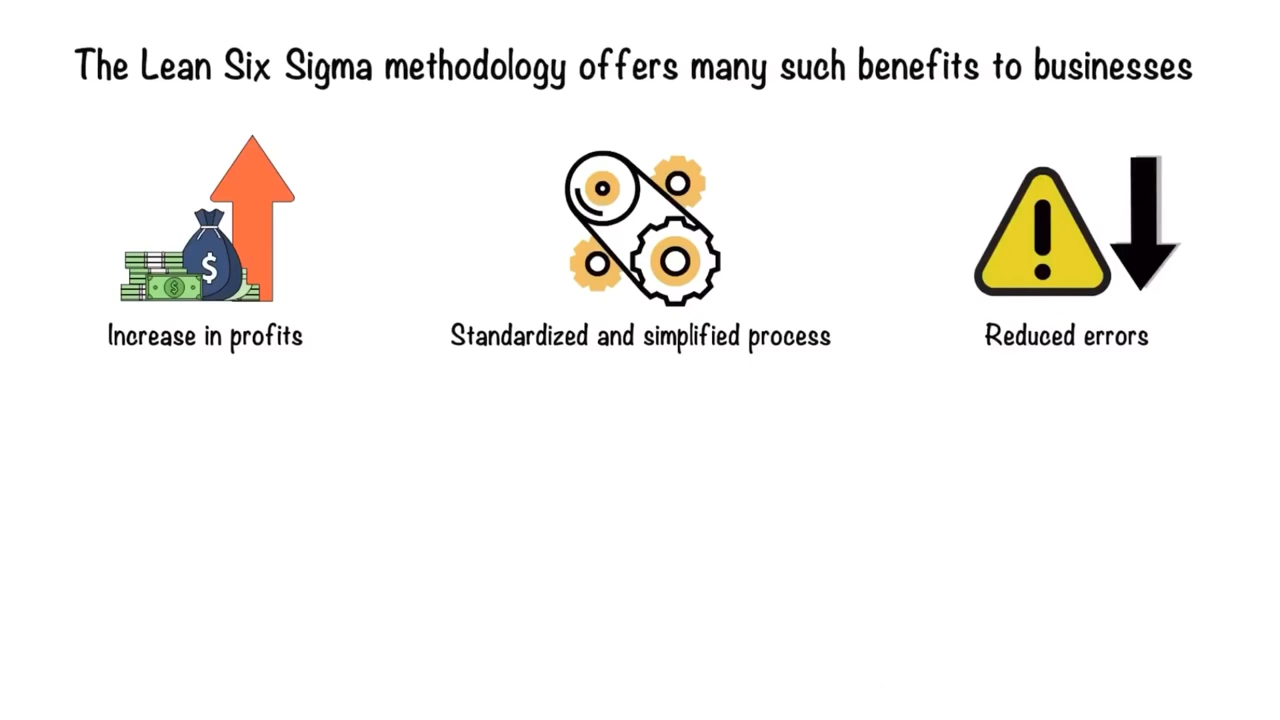 The Lean Six Sigma methodology offers many such benefits to businesses
$
$
Increase in profits
Standardized and simplified process
Reduced errors